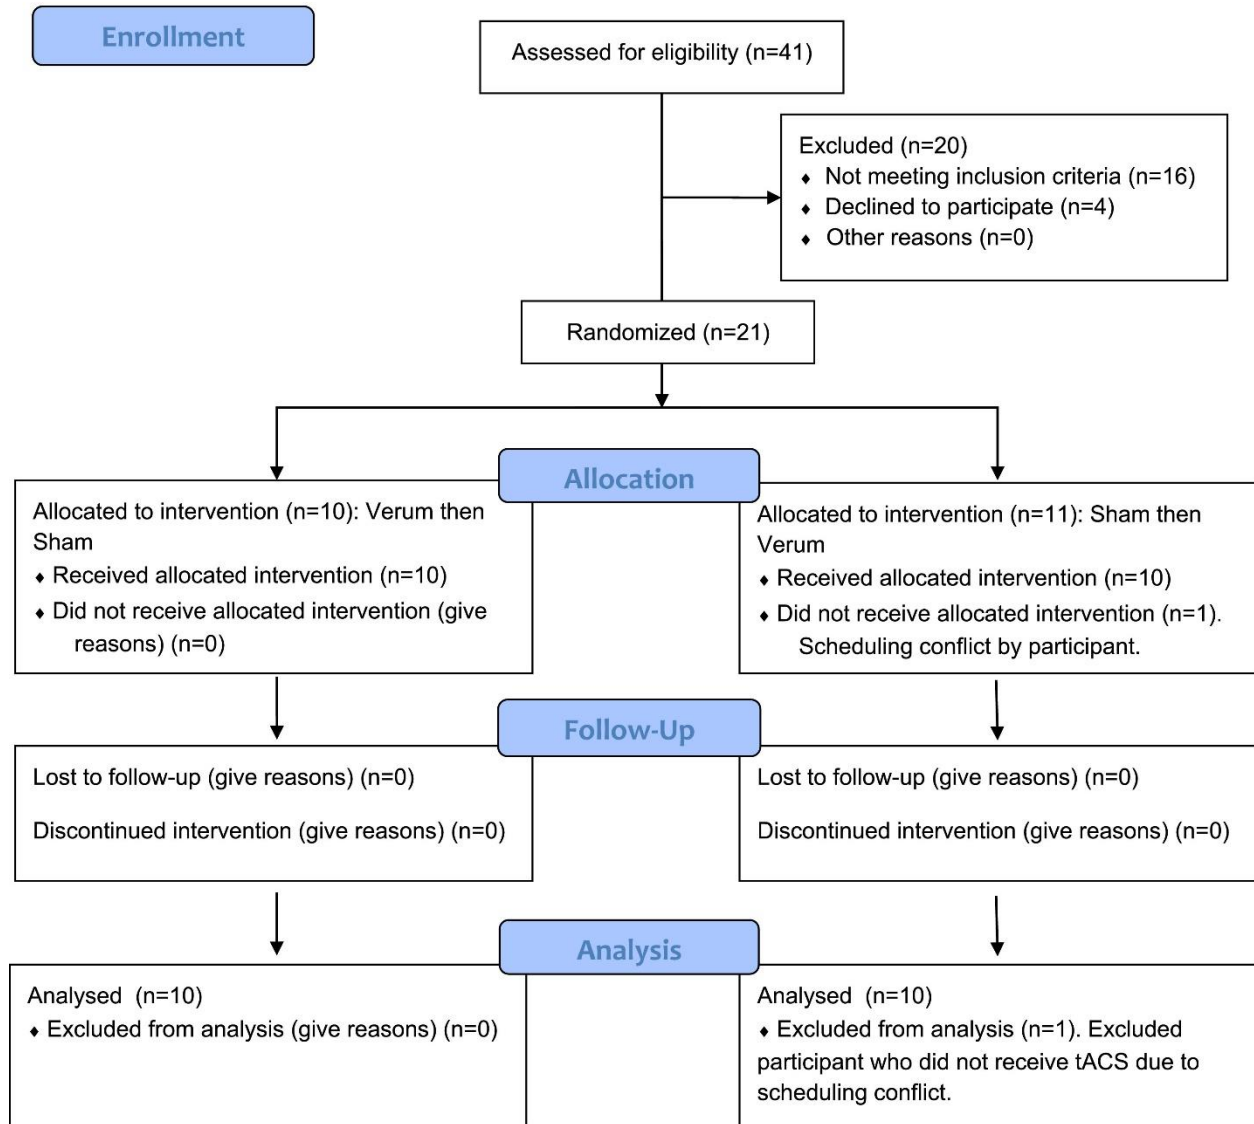 Enrollment
Assessed for eligibility (n=41)
Excluded (n=20)
♦ Not meeting inclusion criteria (n=16)
♦ Declined to participate (n=4)
♦ Other reasons (n=0)
Randomized (n=21)
Allocation
Allocated to intervention (n=10): Verum then
Sham
♦ Received allocated intervention (n=10)
♦ Did not receive allocated intervention (give
reasons) (n=0)
Allocated to intervention (n=11): Sham then
Verum
♦ Received allocated intervention (n=10)
♦ Did not receive allocated intervention (n=1).
Scheduling conflict by participant.
Follow-Up
Lost to follow-up (give reasons) (n=0)
Discontinued intervention (give reasons) (n=0)
Lost to follow-up (give reasons) (n=0)
Discontinued intervention (give reasons) (n=0)
Analysis
Analysed (n=10)
♦ Excluded from analysis (give reasons) (n=0)
Analysed (n=10)
♦ Excluded from analysis (n=1). Excluded
participant who did not receive tACS due to
scheduling conflict.